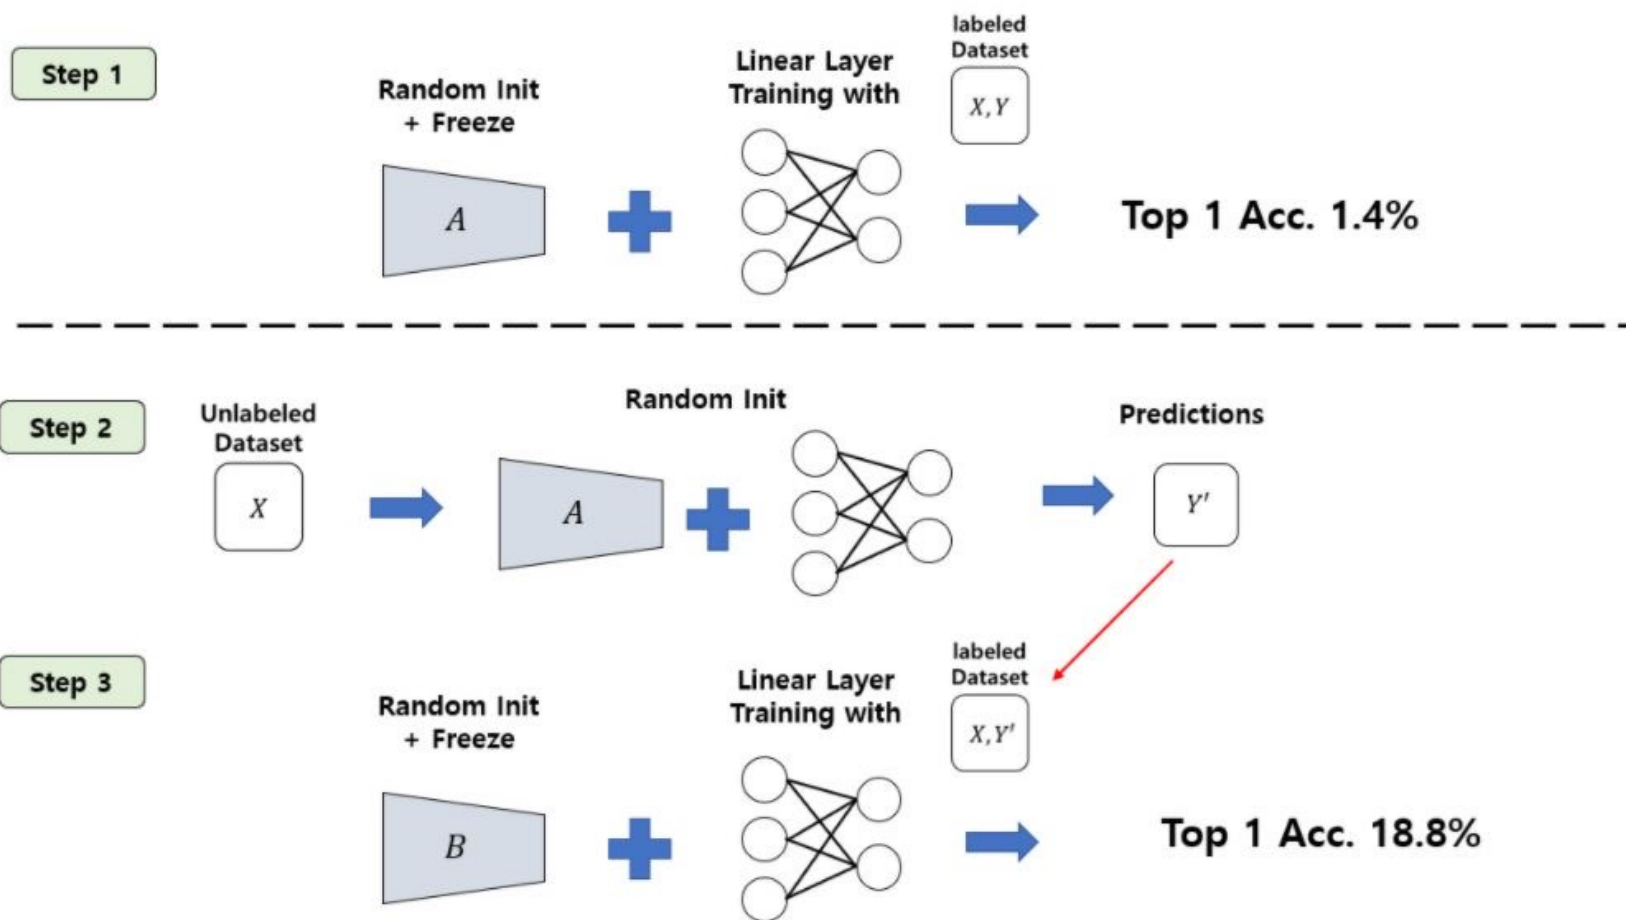 Step 1
Random Init
+ Freeze
A
Linear Layer
Training with
labeled
Dataset
X, Y
Top 1 Acc. 1.4%
Step 2
Unlabeled
Dataset
X
Random Init
A
Predictions
Y'
Step 3
Random Init
+ Freeze
B
Linear Layer
Training with
labeled
Dataset
X, Y'
Top 1 Acc. 18.8%